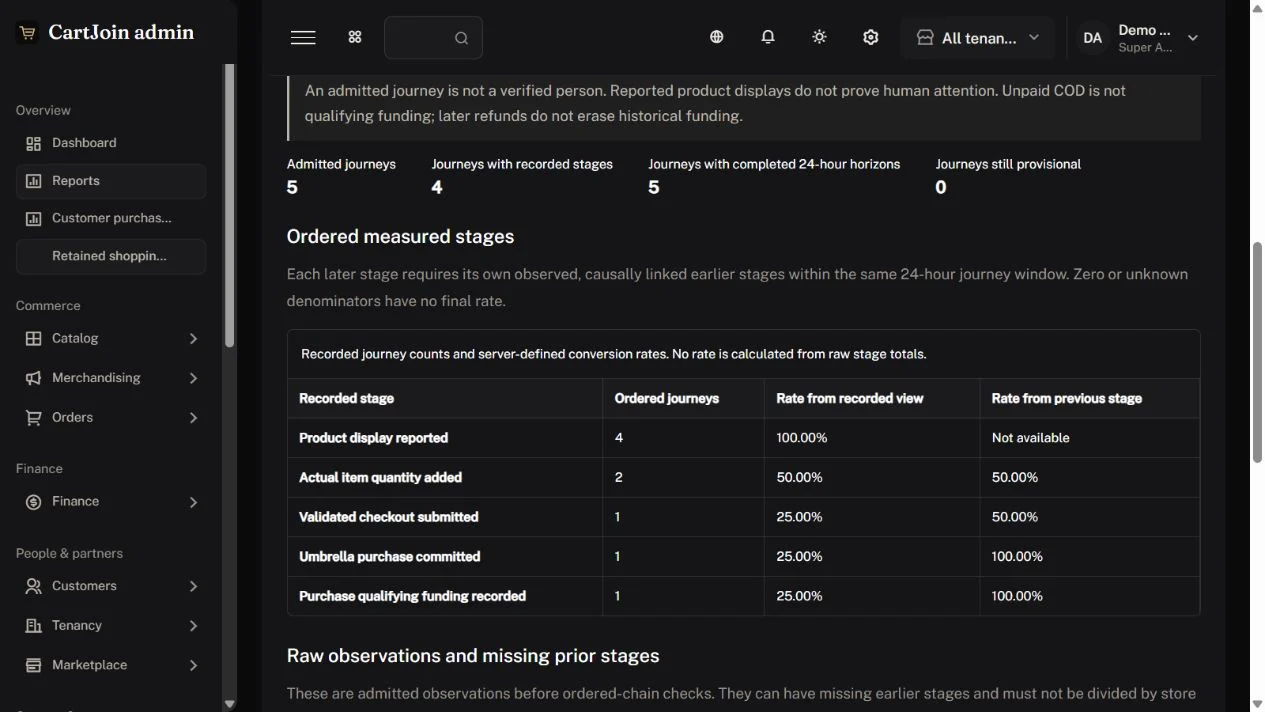 CartJoin admin
All tenan...
DA
Demo ...
Super A...
Overview
Dashboard
Reports
Customer purchas...
Retained shoppin...
Commerce
Catalog
Merchandising
Orders
Finance
Finance
People & partners
Customers
Tenancy
Marketplace
An admitted journey is not a verified person. Reported product displays do not prove human attention. Unpaid COD is not
qualifying funding; later refunds do not erase historical funding.
Admitted journeys
5
Journeys with recorded stages
4
Journeys with completed 24-hour horizons
5
Journeys still provisional
0
Ordered measured stages
Each later stage requires its own observed, causally linked earlier stages within the same 24-hour journey window. Zero or unknown
denominators have no final rate.
Recorded journey counts and server-defined conversion rates. No rate is calculated from raw stage totals.
Recorded stage Ordered journeys Rate from recorded view Rate from previous stage
Product display reported 4 100.00% Not available
Actual item quantity added 2 50.00% 50.00%
Validated checkout submitted 1 25.00% 50.00%
Umbrella purchase committed 1 25.00% 100.00%
Purchase qualifying funding recorded 1 25.00% 100.00%
Raw observations and missing prior stages
These are admitted observations before ordered-chain checks. They can have missing earlier stages and must not be divided by store